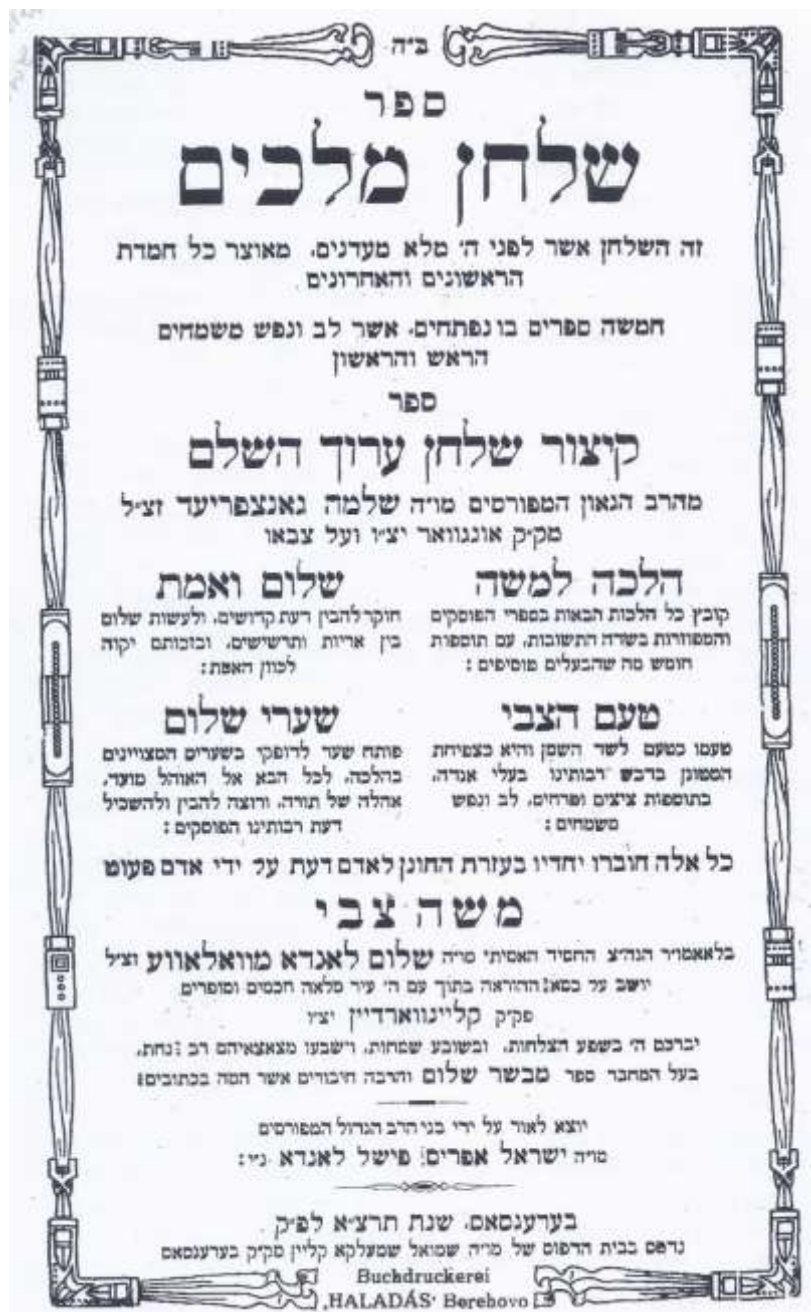 ב״ה
ספר
שלחן מלכים
זה השלחן אשר לפני ה׳ מלא מעדנים. מאוצר כל חמדת
הראשונים והאחרונים
חמשה ספרים בו נפתחים. אשר לב ונפש משמחים
הראש והראשון
ספר
קיצור שלחן ערוך השלם
מהרב הגאון המפורסים מו״ה שלמה גאנצפריעד זצ״ל
מק״ק אונגוואר יצ״ו ועל צבאו
הלכה למשה
קובץ כל הלכות הבאות בספרי הפוסקים
והמפוזרות בשדה התשובות. עם תוספות
חומש מה שהבעלים מוסיפים :
שלום ואמת
חוקר להבין דעת קדושים. ולעשות שלום
בין אריות ותרשישים. ובזכותם יקוה
לכוון האמת :
טעם הצבי
טעמו כטעם לשד השמן והיא כצפיחת
הממוגן בדבש רבותינו בעלי אגדה.
בתוספות ציצים ופרחים. לב ונפש
משמחים :
שערי שלום
פותח שער לדופקי בשערים המצויינים
בהלכה. לכל הבא אל האוהל מועד.
אהלה של תורה. ורוצה להבין ולהשכיל
דעת רבותינו הפוסקים :
כל אלה חוברו יחדיו בעזרת החונן לאדם דעת על ידי אדם פעוט
משה צבי
בלאאמו״ר הגה״צ החסיד האמיתי מו״ה שלום לאנדא מוואלאווע זצ״ל
יושב על כסא ההוראה בתוך עם ה׳ עיר מלאה חכמים וסופרים
פק״ק קליינווארדיין יצ״ו
יברכם ה׳ בשפע הצלחות. ובשובע שמחות. וישבעו מצאצאיהם רב נחת.
בעל המחבר ספר מבשר שלום והרבה חיבורים אשר המה בכתובים:
יוצא לאור על ידי בני הרב הגדול המפורסים
מו״ה ישראל אפרים פישל לאנדא נ״י :
בערעגסאס. שנת תרצ״א לפ״ק
נדפס בבית הדפוס של מו״ה שמואל שמעלקא קליין מק״ק בערעגסאס
Buchdruckerei
„HALADÁS‘ Berehovo